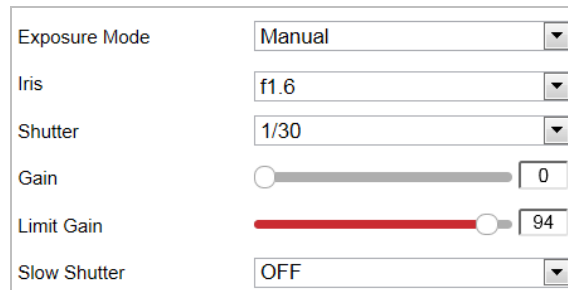 Exposure Mode Manual
Iris f1.6
Shutter 1/30
Gain 0
Limit Gain 94
Slow Shutter OFF